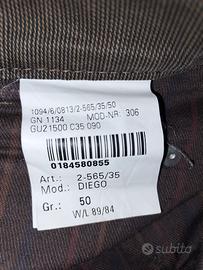 1094/6/0813/2-565/35/50
GN 1134 MOD-NR: 306
GU21500 C35 090
0184580855
Art.: 2-565/35
Mod.: DIEGO
Gr.: 50
W/L 89/84
subito